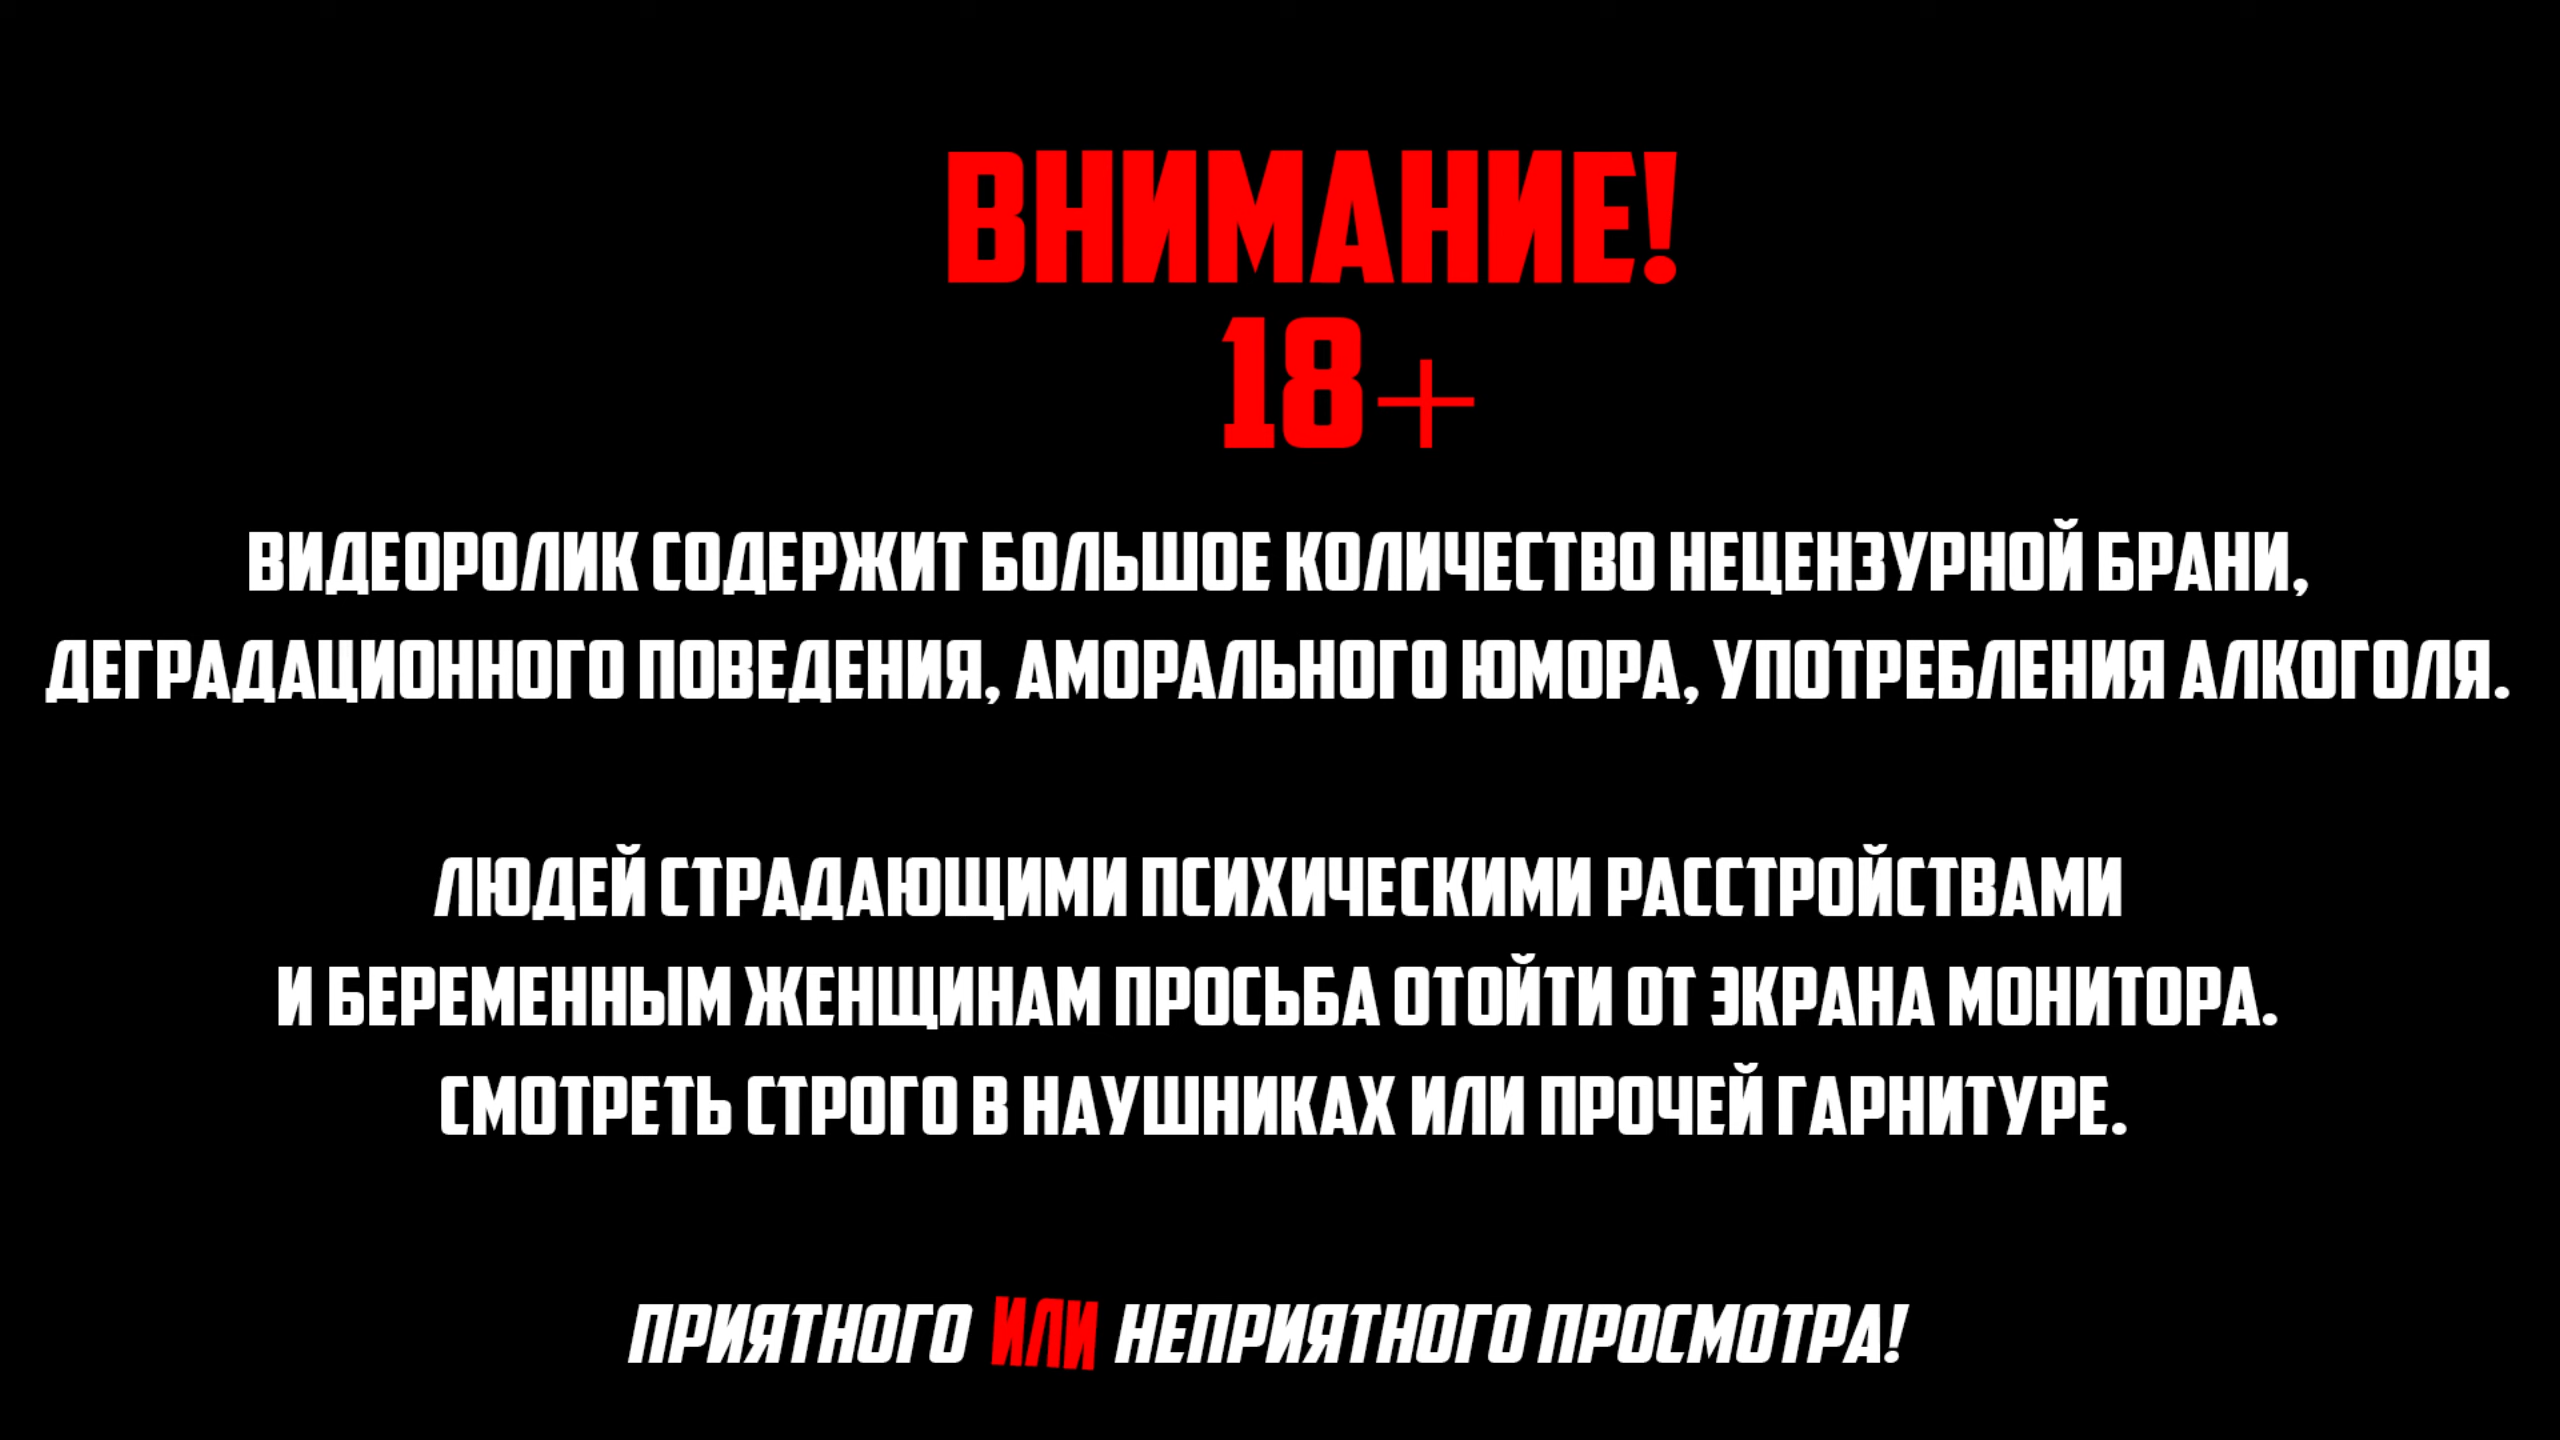 ВНИМАНИЕ!
18+
ВИДЕОРОЛИК СОДЕРЖИТ БОЛЬШОЕ КОЛИЧЕСТВО НЕЦЕНЗУРНОЙ БРАНИ,
ДЕГРАДАЦИОННОГО ПОВЕДЕНИЯ, АМОРАЛЬНОГО ЮМОРА, УПОТРЕБЛЕНИЯ АЛКОГОЛЯ.
ЛЮДЕЙ СТРАДАЮЩИМИ ПСИХИЧЕСКИМИ РАССТРОЙСТВАМИ
И БЕРЕМЕННЫМ ЖЕНЩИНАМ ПРОСЬБА ОТОЙТИ ОТ ЭКРАНА МОНИТОРА.
СМОТРЕТЬ СТРОГО В НАУШНИКАХ ИЛИ ПРОЧЕЙ ГАРНИТУРЕ.
ПРИЯТНОГО ИЛИ НЕПРИЯТНОГО ПРОСМОТРА!